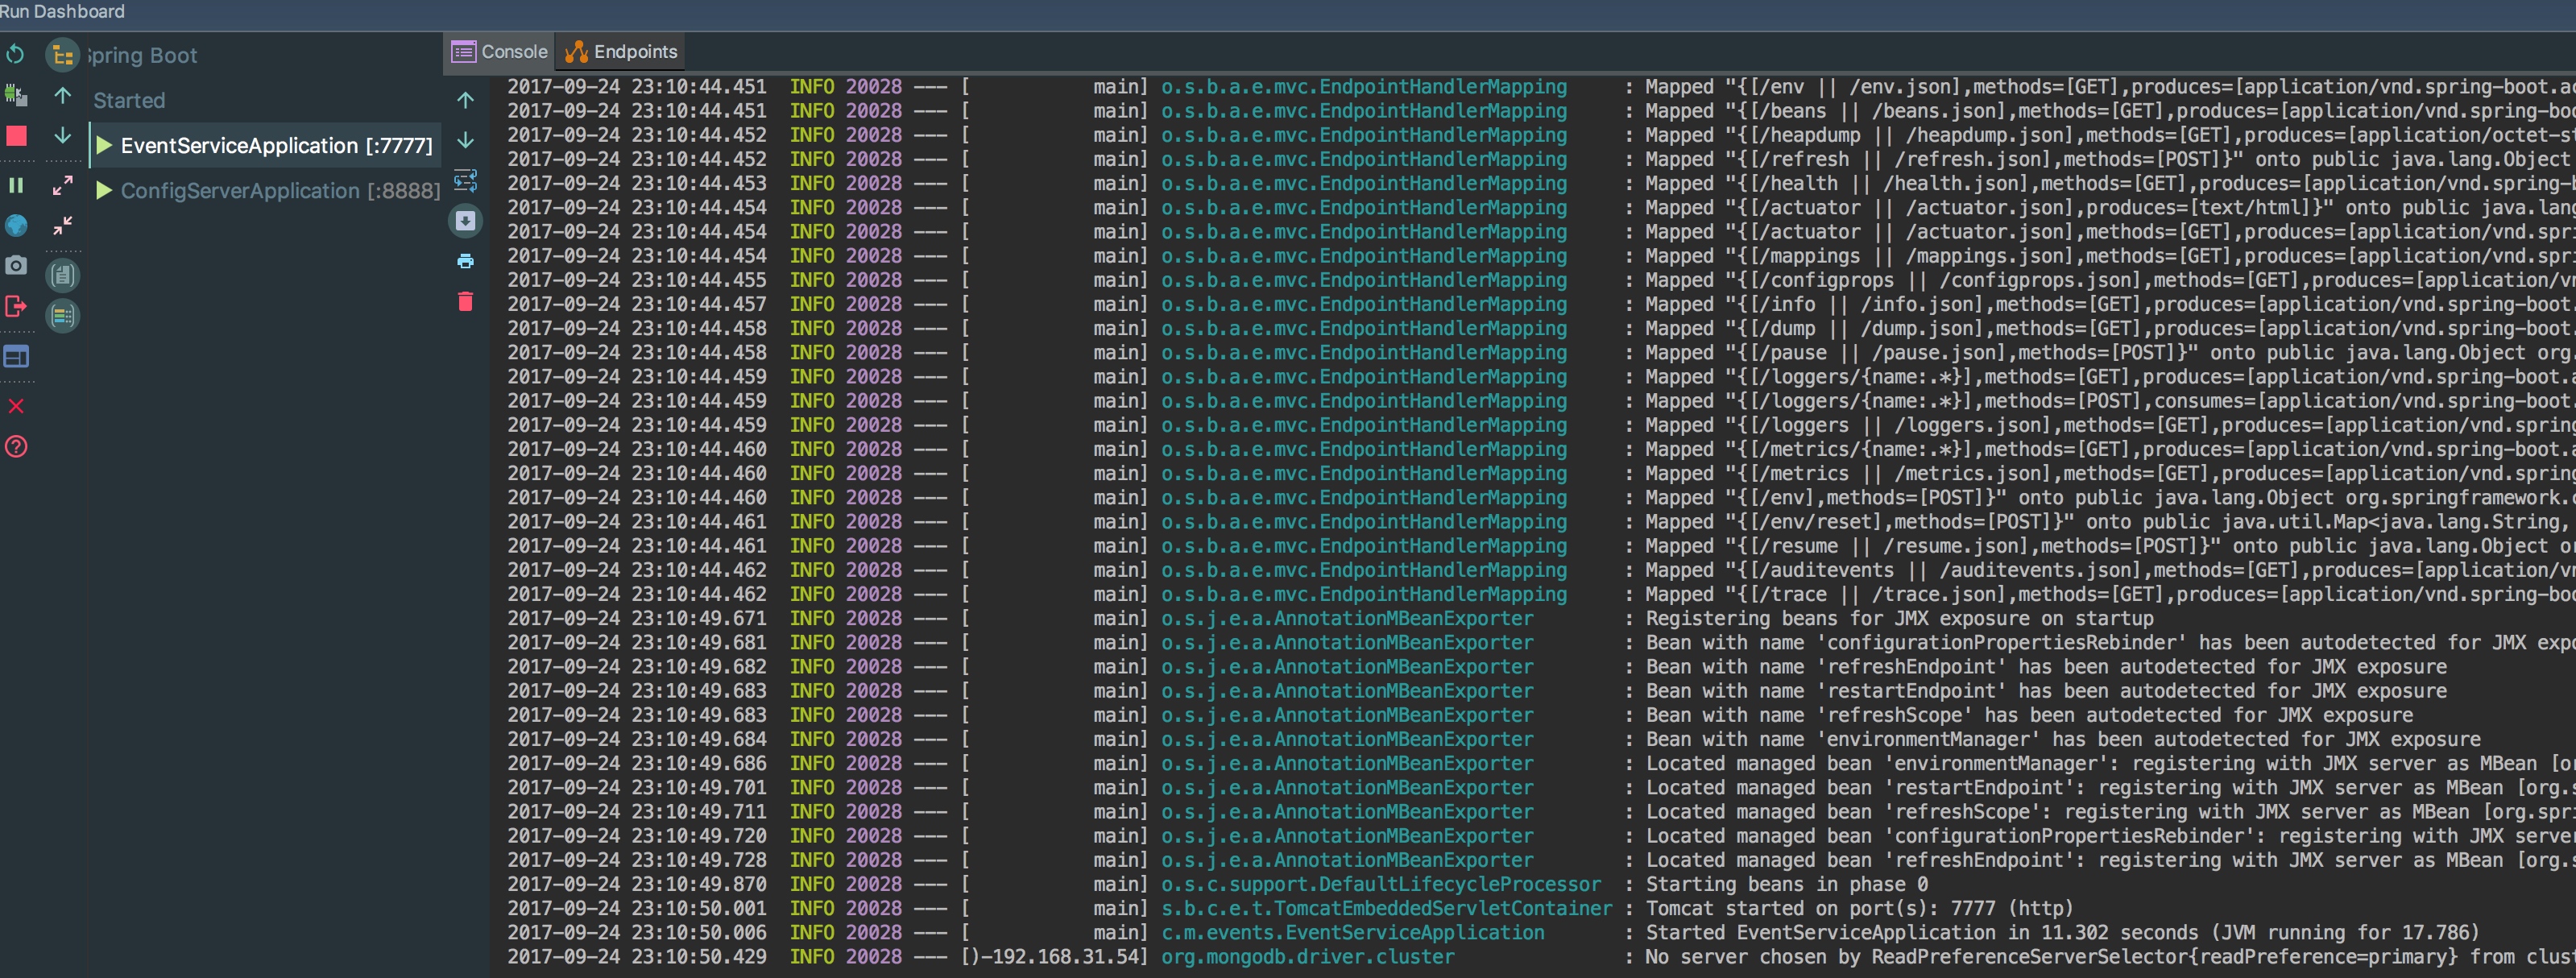 Run Dashboard
Spring Boot
Console
Endpoints
Started
EventServiceApplication [:7777]
ConfigServerApplication [:8888]
2017-09-24 23:10:44.451 INFO 20028 --- [ main] o.s.b.a.e.mvc.EndpointHandlerMapping : Mapped "{[/env || /env.json],methods=[GET],produces=[application/vnd.spring-boot.ac
2017-09-24 23:10:44.451 INFO 20028 --- [ main] o.s.b.a.e.mvc.EndpointHandlerMapping : Mapped "{[/beans || /beans.json],methods=[GET],produces=[application/vnd.spring-boo
2017-09-24 23:10:44.452 INFO 20028 --- [ main] o.s.b.a.e.mvc.EndpointHandlerMapping : Mapped "{[/heapdump || /heapdump.json],methods=[GET],produces=[application/octet-s
2017-09-24 23:10:44.452 INFO 20028 --- [ main] o.s.b.a.e.mvc.EndpointHandlerMapping : Mapped "{[/refresh || /refresh.json],methods=[POST]}" onto public java.lang.Object
2017-09-24 23:10:44.453 INFO 20028 --- [ main] o.s.b.a.e.mvc.EndpointHandlerMapping : Mapped "{[/health || /health.json],methods=[GET],produces=[application/vnd.spring-b
2017-09-24 23:10:44.454 INFO 20028 --- [ main] o.s.b.a.e.mvc.EndpointHandlerMapping : Mapped "{[/actuator || /actuator.json],produces=[text/html]}" onto public java.lang
2017-09-24 23:10:44.454 INFO 20028 --- [ main] o.s.b.a.e.mvc.EndpointHandlerMapping : Mapped "{[/actuator || /actuator.json],methods=[GET],produces=[application/vnd.spri
2017-09-24 23:10:44.454 INFO 20028 --- [ main] o.s.b.a.e.mvc.EndpointHandlerMapping : Mapped "{[/mappings || /mappings.json],methods=[GET],produces=[application/vnd.spri
2017-09-24 23:10:44.455 INFO 20028 --- [ main] o.s.b.a.e.mvc.EndpointHandlerMapping : Mapped "{[/configprops || /configprops.json],methods=[GET],produces=[application/vn
2017-09-24 23:10:44.457 INFO 20028 --- [ main] o.s.b.a.e.mvc.EndpointHandlerMapping : Mapped "{[/info || /info.json],methods=[GET],produces=[application/vnd.spring-boot.
2017-09-24 23:10:44.458 INFO 20028 --- [ main] o.s.b.a.e.mvc.EndpointHandlerMapping : Mapped "{[/dump || /dump.json],methods=[GET],produces=[application/vnd.spring-boot.
2017-09-24 23:10:44.458 INFO 20028 --- [ main] o.s.b.a.e.mvc.EndpointHandlerMapping : Mapped "{[/pause || /pause.json],methods=[POST]}" onto public java.lang.Object org.
2017-09-24 23:10:44.459 INFO 20028 --- [ main] o.s.b.a.e.mvc.EndpointHandlerMapping : Mapped "{[/loggers/{name:.*}],methods=[GET],produces=[application/vnd.spring-boot.a
2017-09-24 23:10:44.459 INFO 20028 --- [ main] o.s.b.a.e.mvc.EndpointHandlerMapping : Mapped "{[/loggers/{name:.*}],methods=[POST],consumes=[application/vnd.spring-boot.
2017-09-24 23:10:44.459 INFO 20028 --- [ main] o.s.b.a.e.mvc.EndpointHandlerMapping : Mapped "{[/loggers || /loggers.json],methods=[GET],produces=[application/vnd.spring
2017-09-24 23:10:44.460 INFO 20028 --- [ main] o.s.b.a.e.mvc.EndpointHandlerMapping : Mapped "{[/metrics/{name:.*}],methods=[GET],produces=[application/vnd.spring-boot.a
2017-09-24 23:10:44.460 INFO 20028 --- [ main] o.s.b.a.e.mvc.EndpointHandlerMapping : Mapped "{[/metrics || /metrics.json],methods=[GET],produces=[application/vnd.spring
2017-09-24 23:10:44.460 INFO 20028 --- [ main] o.s.b.a.e.mvc.EndpointHandlerMapping : Mapped "{[/env],methods=[POST]}" onto public java.lang.Object org.springframework.c
2017-09-24 23:10:44.461 INFO 20028 --- [ main] o.s.b.a.e.mvc.EndpointHandlerMapping : Mapped "{[/env/reset],methods=[POST]}" onto public java.util.Map<java.lang.String,
2017-09-24 23:10:44.461 INFO 20028 --- [ main] o.s.b.a.e.mvc.EndpointHandlerMapping : Mapped "{[/resume || /resume.json],methods=[POST]}" onto public java.lang.Object or
2017-09-24 23:10:44.462 INFO 20028 --- [ main] o.s.b.a.e.mvc.EndpointHandlerMapping : Mapped "{[/auditevents || /auditevents.json],methods=[GET],produces=[application/vn
2017-09-24 23:10:44.462 INFO 20028 --- [ main] o.s.b.a.e.mvc.EndpointHandlerMapping : Mapped "{[/trace || /trace.json],methods=[GET],produces=[application/vnd.spring-boo
2017-09-24 23:10:49.671 INFO 20028 --- [ main] o.s.j.e.a.AnnotationMBeanExporter : Registering beans for JMX exposure on startup
2017-09-24 23:10:49.681 INFO 20028 --- [ main] o.s.j.e.a.AnnotationMBeanExporter : Bean with name 'configurationPropertiesRebinder' has been autodetected for JMX expo
2017-09-24 23:10:49.682 INFO 20028 --- [ main] o.s.j.e.a.AnnotationMBeanExporter : Bean with name 'refreshEndpoint' has been autodetected for JMX exposure
2017-09-24 23:10:49.683 INFO 20028 --- [ main] o.s.j.e.a.AnnotationMBeanExporter : Bean with name 'restartEndpoint' has been autodetected for JMX exposure
2017-09-24 23:10:49.683 INFO 20028 --- [ main] o.s.j.e.a.AnnotationMBeanExporter : Bean with name 'refreshScope' has been autodetected for JMX exposure
2017-09-24 23:10:49.684 INFO 20028 --- [ main] o.s.j.e.a.AnnotationMBeanExporter : Bean with name 'environmentManager' has been autodetected for JMX exposure
2017-09-24 23:10:49.686 INFO 20028 --- [ main] o.s.j.e.a.AnnotationMBeanExporter : Located managed bean 'environmentManager': registering with JMX server as MBean [or
2017-09-24 23:10:49.701 INFO 20028 --- [ main] o.s.j.e.a.AnnotationMBeanExporter : Located managed bean 'restartEndpoint': registering with JMX server as MBean [org.s
2017-09-24 23:10:49.711 INFO 20028 --- [ main] o.s.j.e.a.AnnotationMBeanExporter : Located managed bean 'refreshScope': registering with JMX server as MBean [org.spri
2017-09-24 23:10:49.720 INFO 20028 --- [ main] o.s.j.e.a.AnnotationMBeanExporter : Located managed bean 'configurationPropertiesRebinder': registering with JMX server
2017-09-24 23:10:49.728 INFO 20028 --- [ main] o.s.j.e.a.AnnotationMBeanExporter : Located managed bean 'refreshEndpoint': registering with JMX server as MBean [org.s
2017-09-24 23:10:49.870 INFO 20028 --- [ main] o.s.c.support.DefaultLifecycleProcessor : Starting beans in phase 0
2017-09-24 23:10:50.001 INFO 20028 --- [ main] s.b.c.e.t.TomcatEmbeddedServletContainer : Tomcat started on port(s): 7777 (http)
2017-09-24 23:10:50.006 INFO 20028 --- [ main] c.m.events.EventServiceApplication : Started EventServiceApplication in 11.302 seconds (JVM running for 17.786)
2017-09-24 23:10:50.429 INFO 20028 --- [)-192.168.31.54] org.mongodb.driver.cluster : No server chosen by ReadPreferenceServerSelector{readPreference=primary} from clus